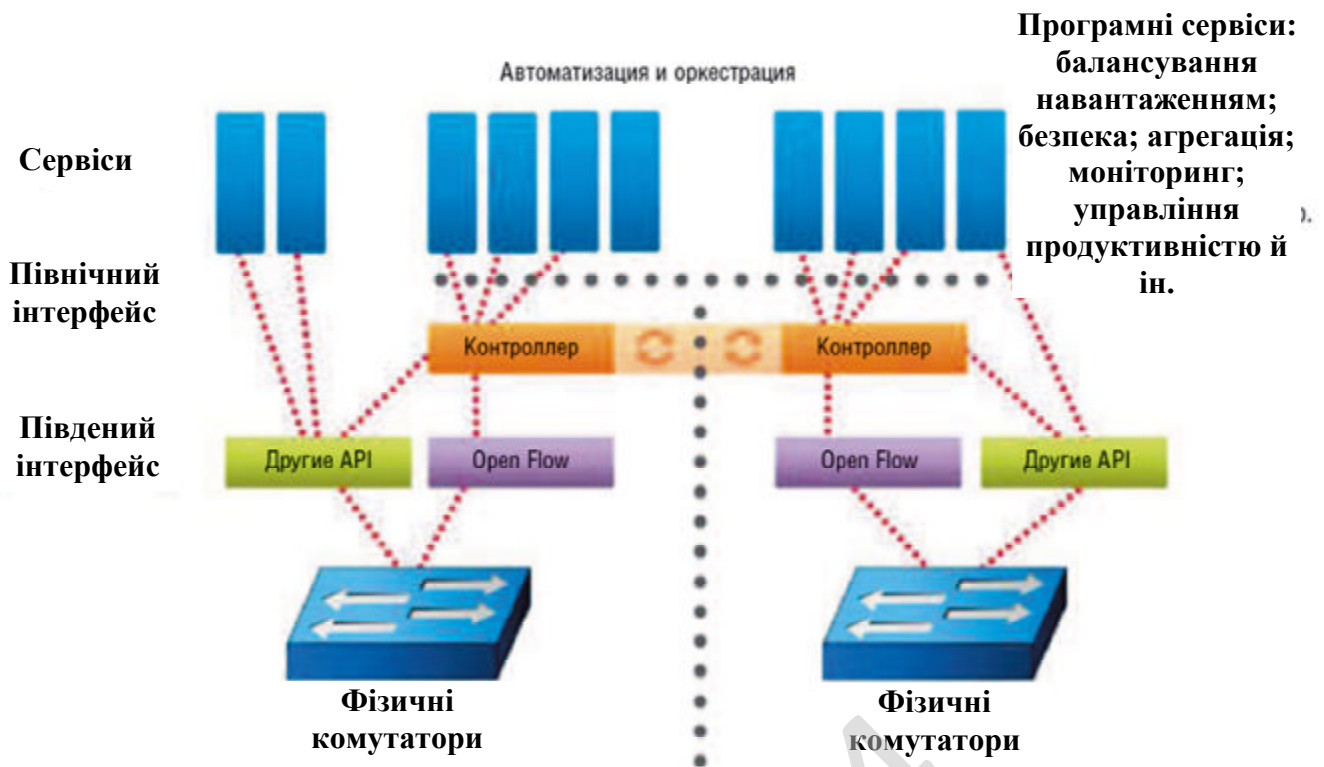 Автоматизация и оркестрация
Програмні сервіси:
балансування
навантаженням;
безпека; агрегація;
моніторинг;
управління
продуктивністю й
ін.
р.
Сервіси
Північний
інтерфейс
Контроллер
Контроллер
Південий
інтерфейс
Другие API
Open Flow
Open Flow
Другие API
Фізичні
комутатори
Фізичні
комутатори